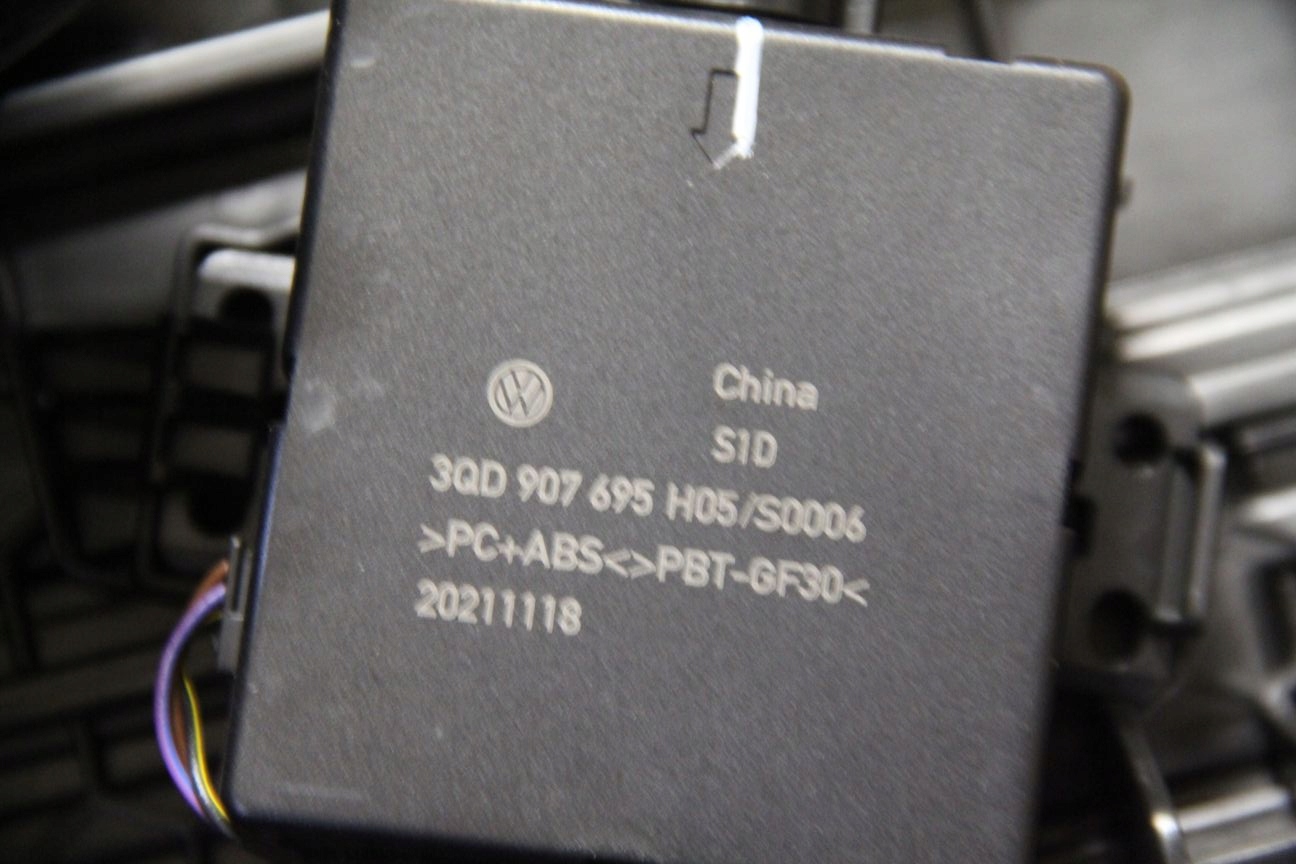 China
S1D
3QD 907 695 H05/S0006
>PC+ABS<>PBT-GF30<
20211118